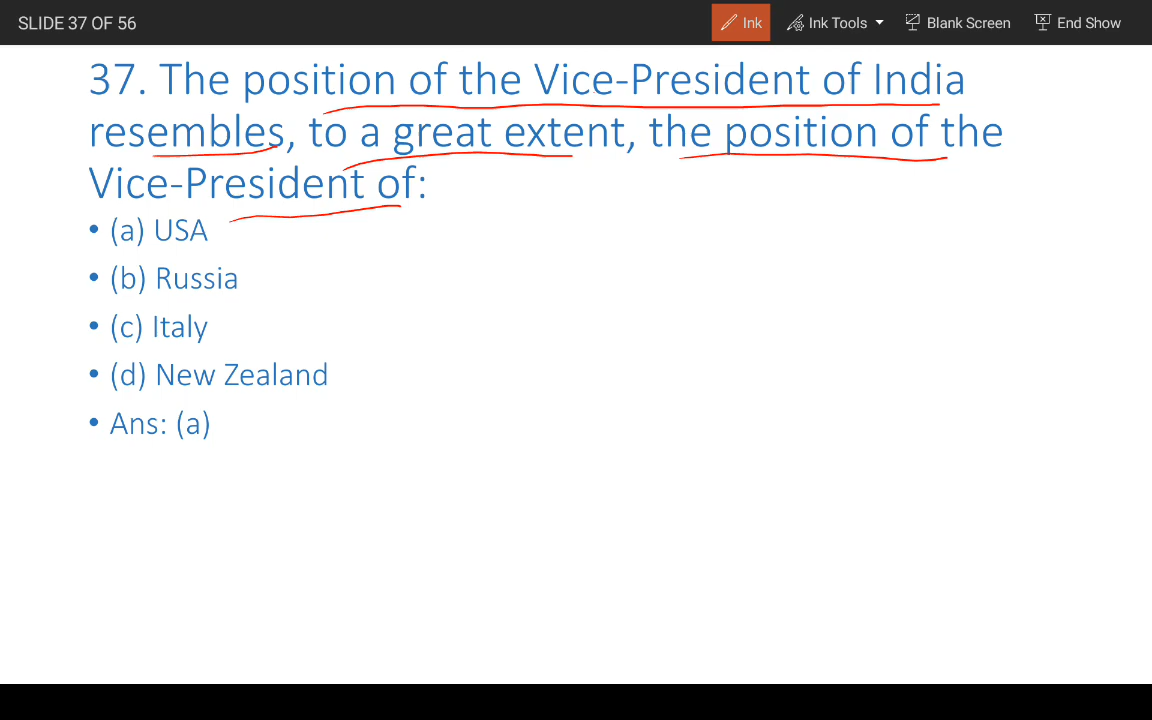 SLIDE 37 OF 56 Ink Ink Tools Blank Screen End Show
37. The position of the Vice-President of India
resembles, to a great extent, the position of the
Vice-President of:
• (a) USA
• (b) Russia
• (c) Italy
• (d) New Zealand
• Ans: (a)